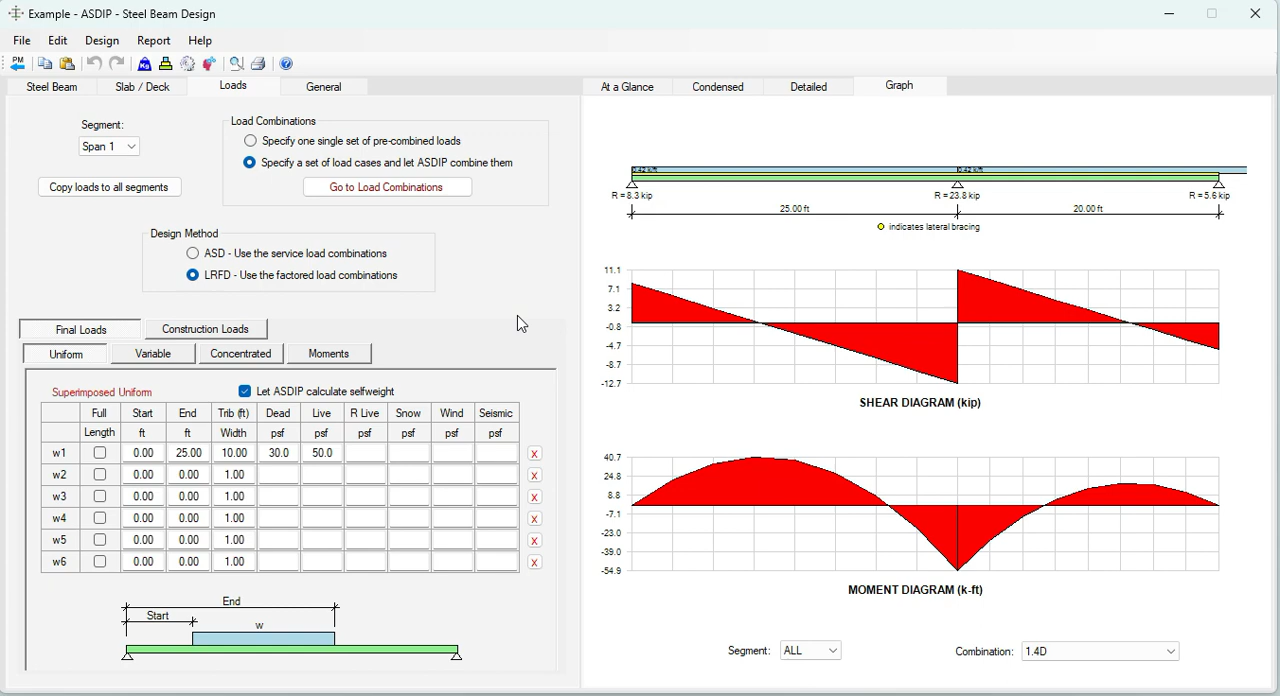 Example - ASDIP - Steel Beam Design
File Edit Design Report Help
PM Kg
Steel Beam Slab / Deck Loads General
At a Glance Condensed Detailed Graph
Segment:
Span 1
Copy loads to all segments
Load Combinations
Specify one single set of pre-combined loads
Specify a set of load cases and let ASDIP combine them
Go to Load Combinations
Design Method
ASD - Use the service load combinations
LRFD - Use the factored load combinations
Final Loads Construction Loads
Uniform Variable Concentrated Moments
Superimposed Uniform
Let ASDIP calculate selfweight
Full Start End Trib (ft) Dead Live R Live Snow Wind Seismic
Length ft ft Width psf psf psf psf psf psf
w1 0.00 25.00 10.00 30.0 50.0 X
w2 0.00 0.00 1.00 X
w3 0.00 0.00 1.00 X
w4 0.00 0.00 1.00 X
w5 0.00 0.00 1.00 X
w6 0.00 0.00 1.00 X
End
Start
w
0.42 k/ft 0.42 k/ft
R = 8.3 kip R = 23.8 kip R = 5.6 kip
25.00 ft 20.00 ft
indicates lateral bracing
11.1
7.1
3.2
-0.8
-4.7
-8.7
-12.7
SHEAR DIAGRAM (kip)
40.7
24.8
8.8
-7.1
-23.0
-39.0
-54.9
MOMENT DIAGRAM (k-ft)
Segment: ALL Combination: 1.4D